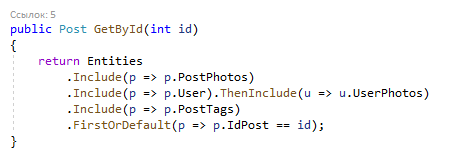 Ссылок: 5
public Post GetById(int id)
{
    return Entities
        .Include(p => p.PostPhotos)
        .Include(p => p.User).ThenInclude(u => u.UserPhotos)
        .Include(p => p.PostTags)
        .FirstOrDefault(p => p.IdPost == id);
}